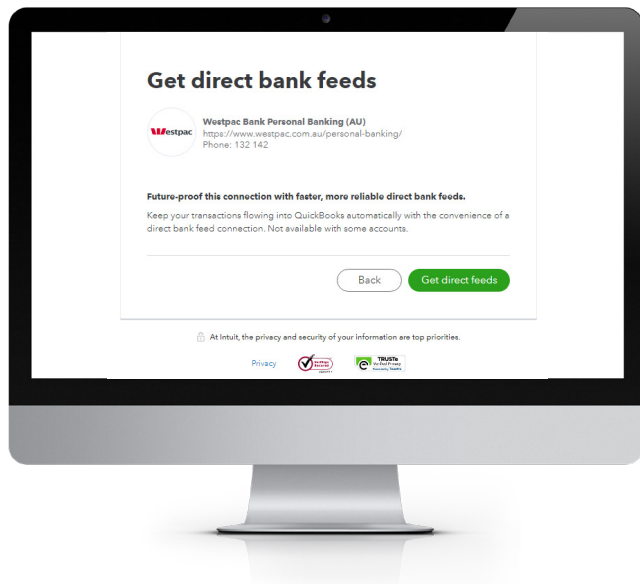 Get direct bank feeds
Westpac
Westpac Bank Personal Banking (AU)
https://www.westpac.com.au/personal-banking/
Phone: 132 142
Future-proof this connection with faster, more reliable direct bank feeds.
Keep your transactions flowing into QuickBooks automatically with the convenience of a
direct bank feed connection. Not available with some accounts.
Back
Get direct feeds
At Intuit, the privacy and security of your information are top priorities.
Privacy
TRUSTe